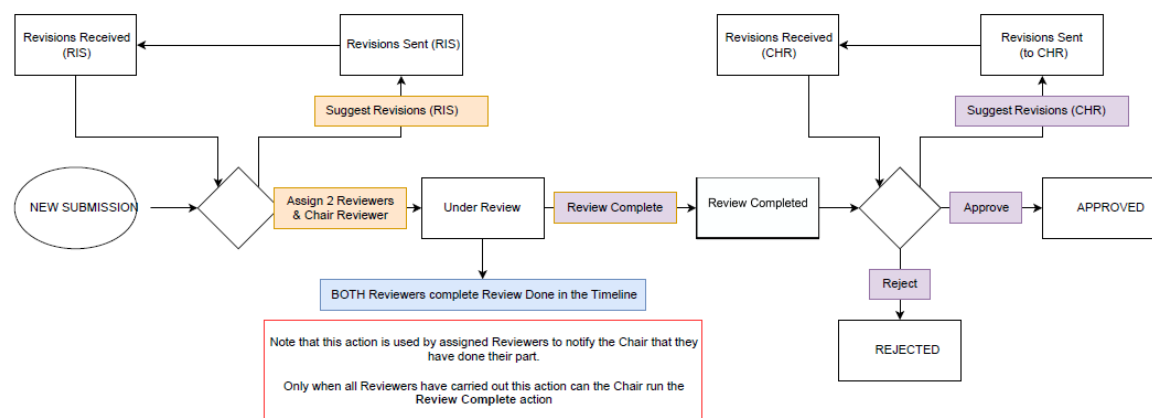 Revisions Received
(RIS)
Revisions Sent (RIS)
Revisions Received
(CHR)
Revisions Sent
(to CHR)
Suggest Revisions (RIS)
Suggest Revisions (CHR)
NEW SUBMISSION
Assign 2 Reviewers
& Chair Reviewer
Under Review
Review Complete
Review Completed
Approve
APPROVED
Reject
REJECTED
BOTH Reviewers complete Review Done in the Timeline
Note that this action is used by assigned Reviewers to notify the Chair that they
have done their part.
Only when all Reviewers have carried out this action can the Chair run the
Review Complete action